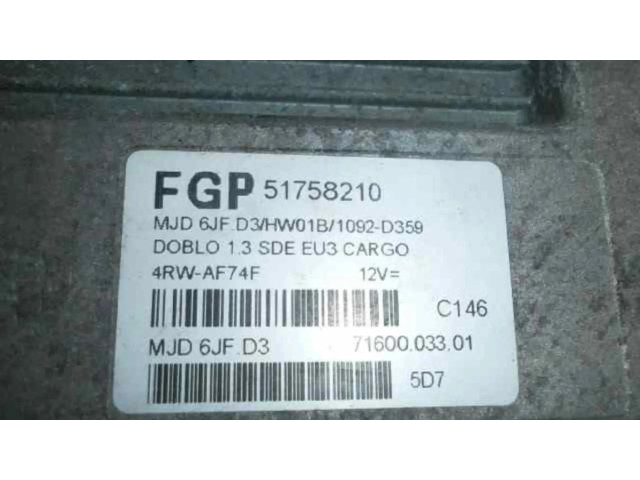 FGP 51758210
MJD 6JF.D3/HW01B/1092-D359
DOBLO 1.3 SDE EU3 CARGO
4RW-AF74F 12V=
C146
MJD 6JF.D3 71600.033.01
5D7